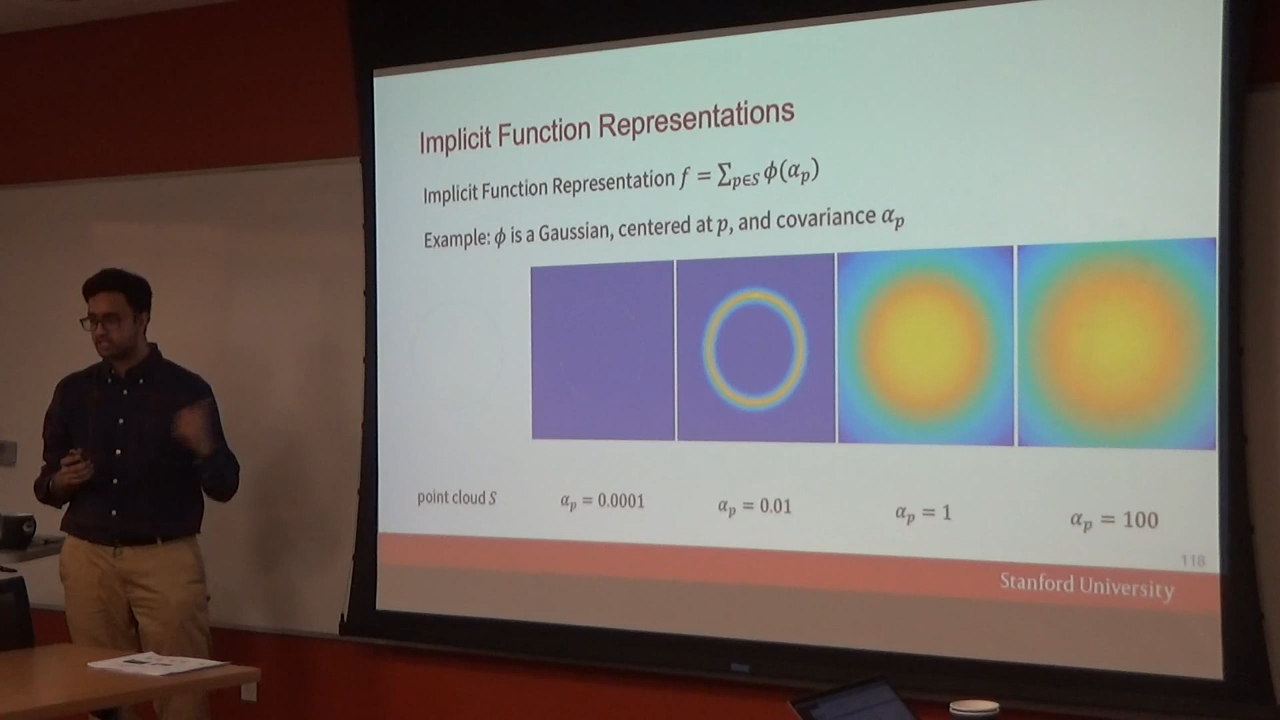 Implicit Function Representations
Implicit Function Representation f = ∑p∈S ϕ(αp)
Example: ϕ is a Gaussian, centered at p, and covariance αp
point cloud S
αp = 0.0001
αp = 0.01
αp = 1
αp = 100
118
Stanford University